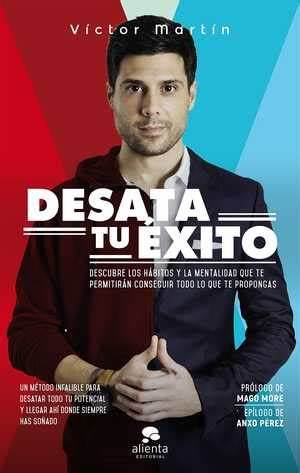 Víctor Martín
DESATA
TU ÉXITO
DESCUBRE LOS HÁBITOS Y LA MENTALIDAD QUE TE
PERMITIRÁN CONSEGUIR TODO LO QUE TE PROPONGAS
UN MÉTODO INFALIBLE PARA
DESATAR TODO TU POTENCIAL
Y LLEGAR AHÍ DONDE SIEMPRE
HAS SOÑADO
PRÓLOGO DE
MAGO MORE
EPÍLOGO DE
ANXO PÉREZ
alienta
EDITORIAL